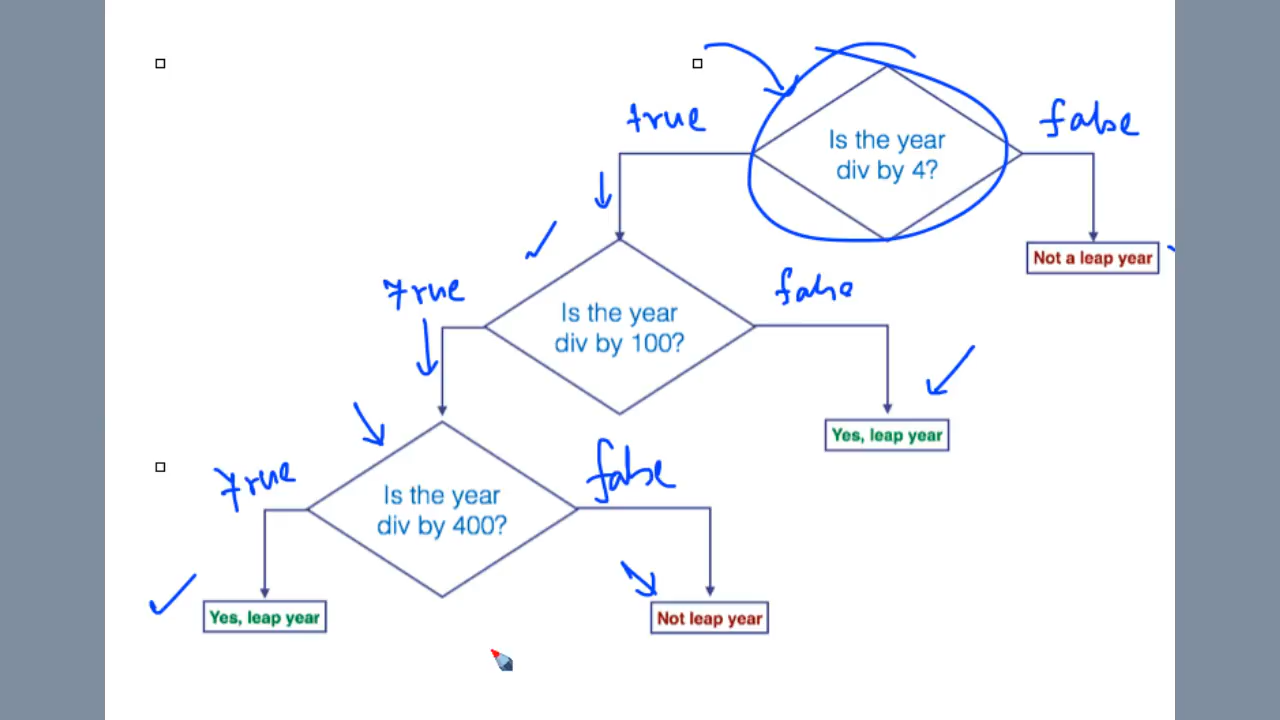 true
false
Is the year
div by 4?
Not a leap year
true
false
Is the year
div by 100?
Yes, leap year
true
false
Is the year
div by 400?
Yes, leap year
Not leap year